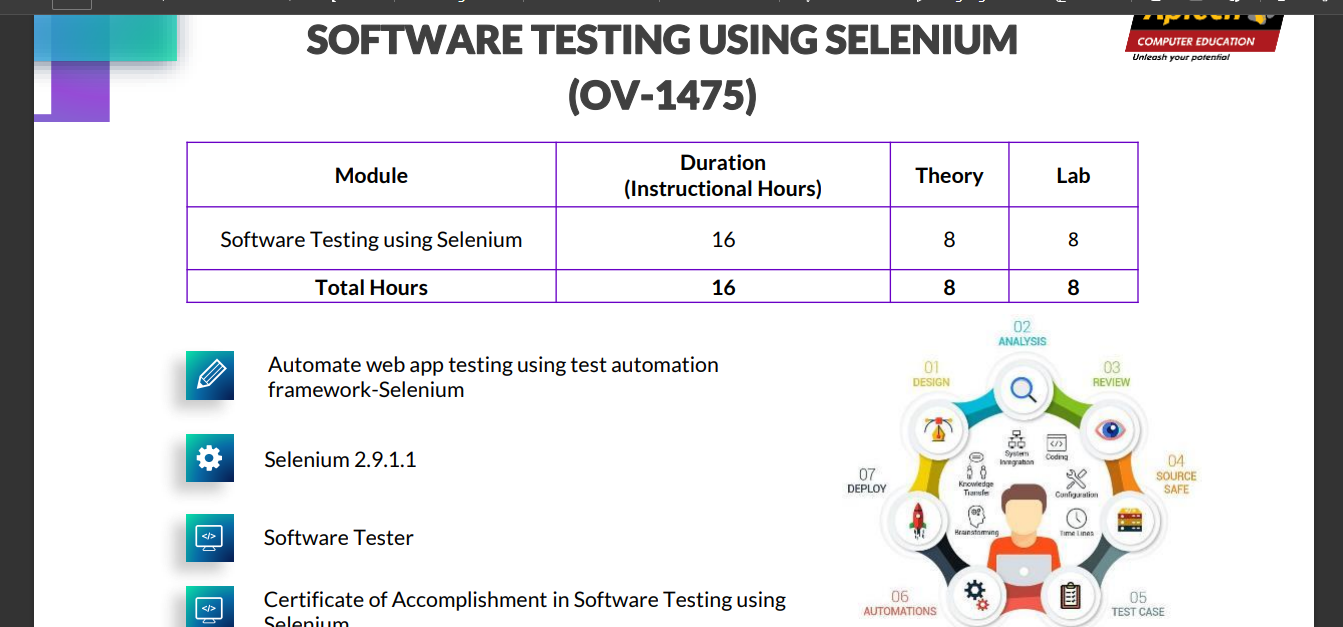 SOFTWARE TESTING USING SELENIUM
(OV-1475)
Aptech
COMPUTER EDUCATION
Unleash your potential
Module
Duration
(Instructional Hours)
Theory
Lab
Software Testing using Selenium
16
8
8
Total Hours
16
8
8
Automate web app testing using test automation
framework-Selenium
Selenium 2.9.1.1
Software Tester
Certificate of Accomplishment in Software Testing using
Selenium
02
ANALYSIS
01
DESIGN
03
REVIEW
System
Integration
Coding
04
SOURCE
SAFE
07
DEPLOY
Knowledge
Transfer
Configuration
Brainstorming
Time Lines
06
AUTOMATIONS
05
TEST CASE